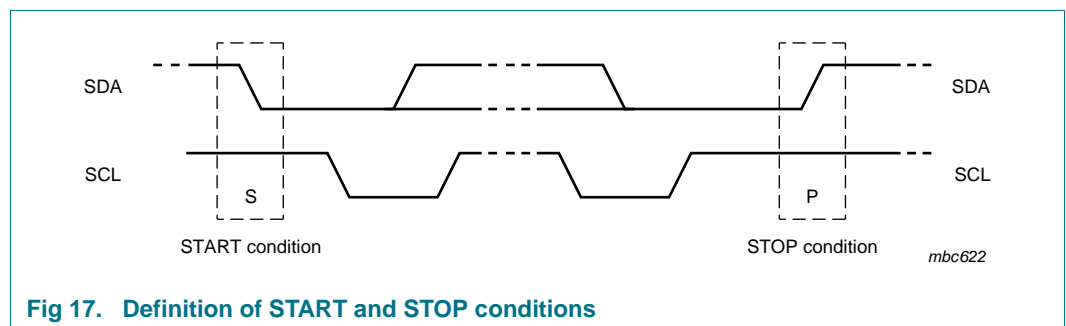 SDA
SDA
SCL
SCL
S
P
START condition
STOP condition
mbc622
Fig 17. Definition of START and STOP conditions